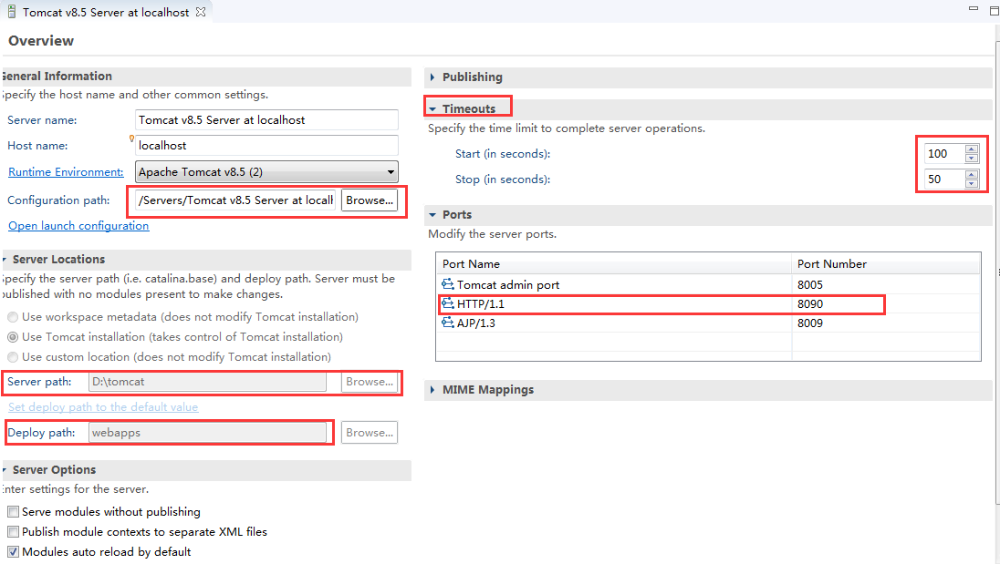 Tomcat v8.5 Server at localhost
Overview
General Information
Specify the host name and other common settings.
Server name:
Tomcat v8.5 Server at localhost
Host name:
localhost
Runtime Environment:
Apache Tomcat v8.5 (2)
Configuration path:
/Servers/Tomcat v8.5 Server at locall
Browse...
Open launch configuration
Server Locations
Specify the server path (i.e. catalina.base) and deploy path. Server must be
published with no modules present to make changes.
Use workspace metadata (does not modify Tomcat installation)
Use Tomcat installation (takes control of Tomcat installation)
Use custom location (does not modify Tomcat installation)
Server path:
D:\tomcat
Browse...
Set deploy path to the default value
Deploy path:
webapps
Browse...
Server Options
Enter settings for the server.
Serve modules without publishing
Publish module contexts to separate XML files
Modules auto reload by default
Publishing
Timeouts
Specify the time limit to complete server operations.
Start (in seconds):
100
Stop (in seconds):
50
Ports
Modify the server ports.
Port Name
Port Number
Tomcat admin port
8005
HTTP/1.1
8090
AJP/1.3
8009
MIME Mappings